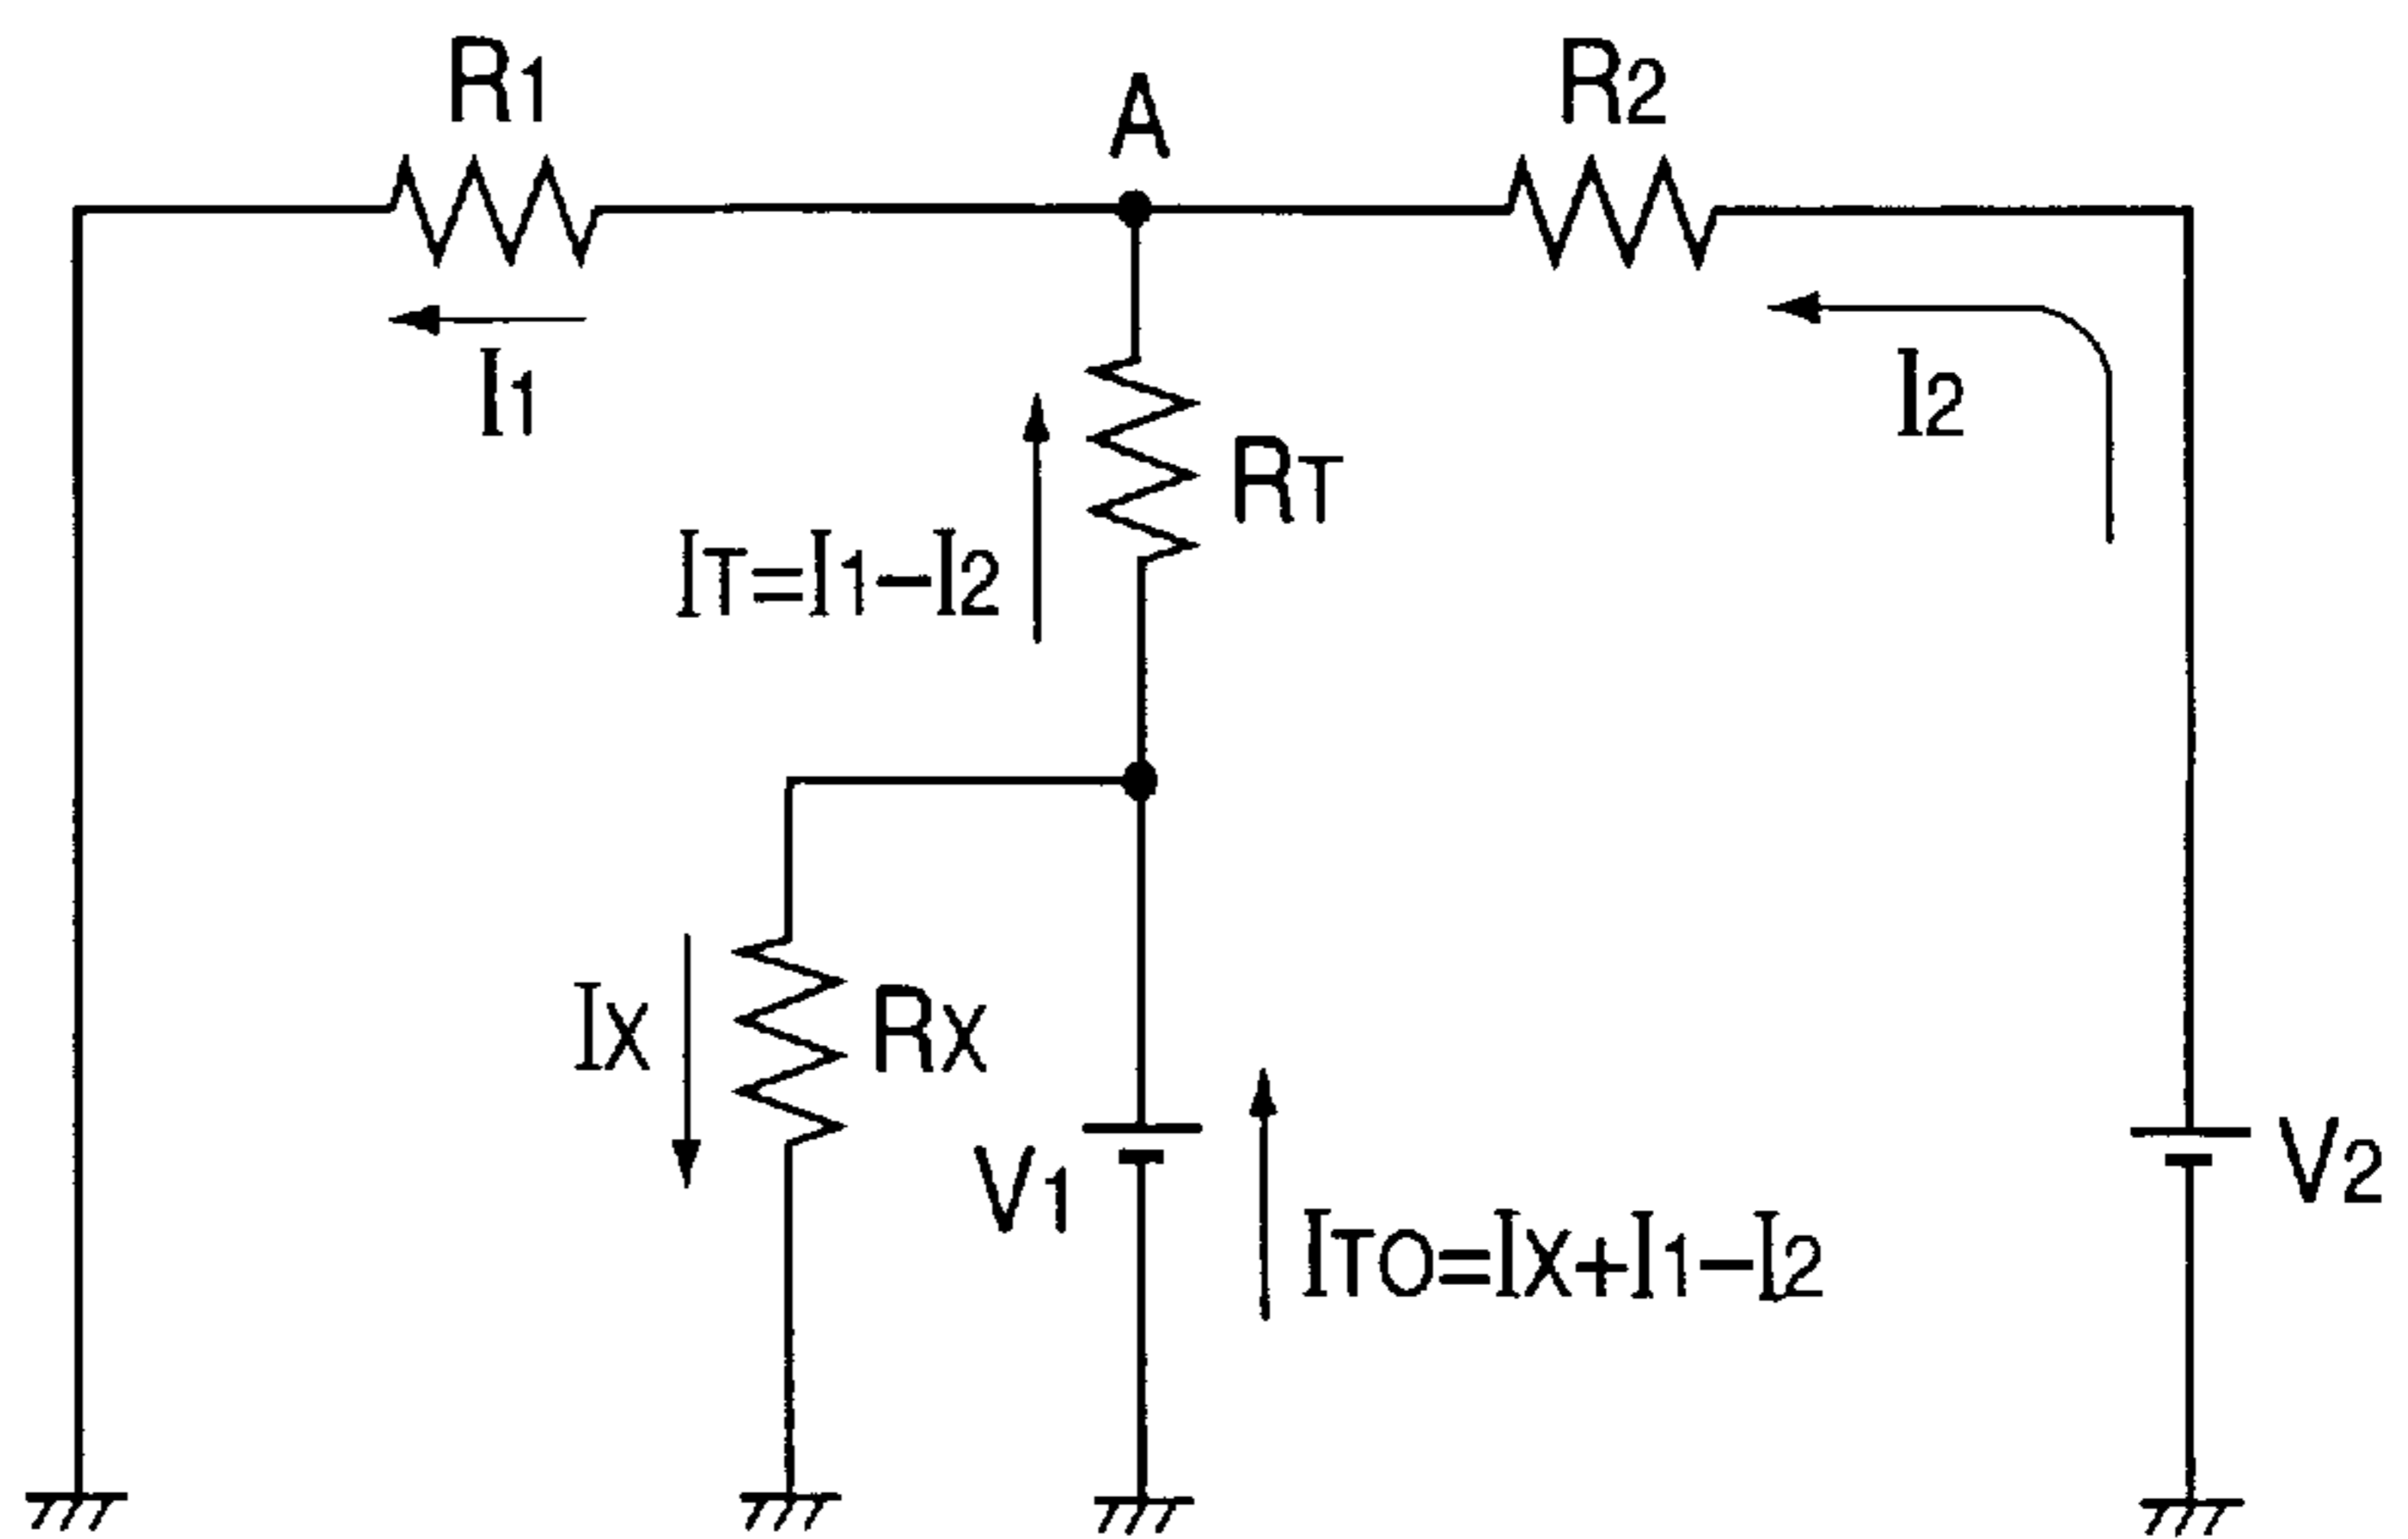 R1
A
R2
I1
I2
RT
IT=I1-I2
IX
RX
V1
V2
ITO=IX+I1-I2